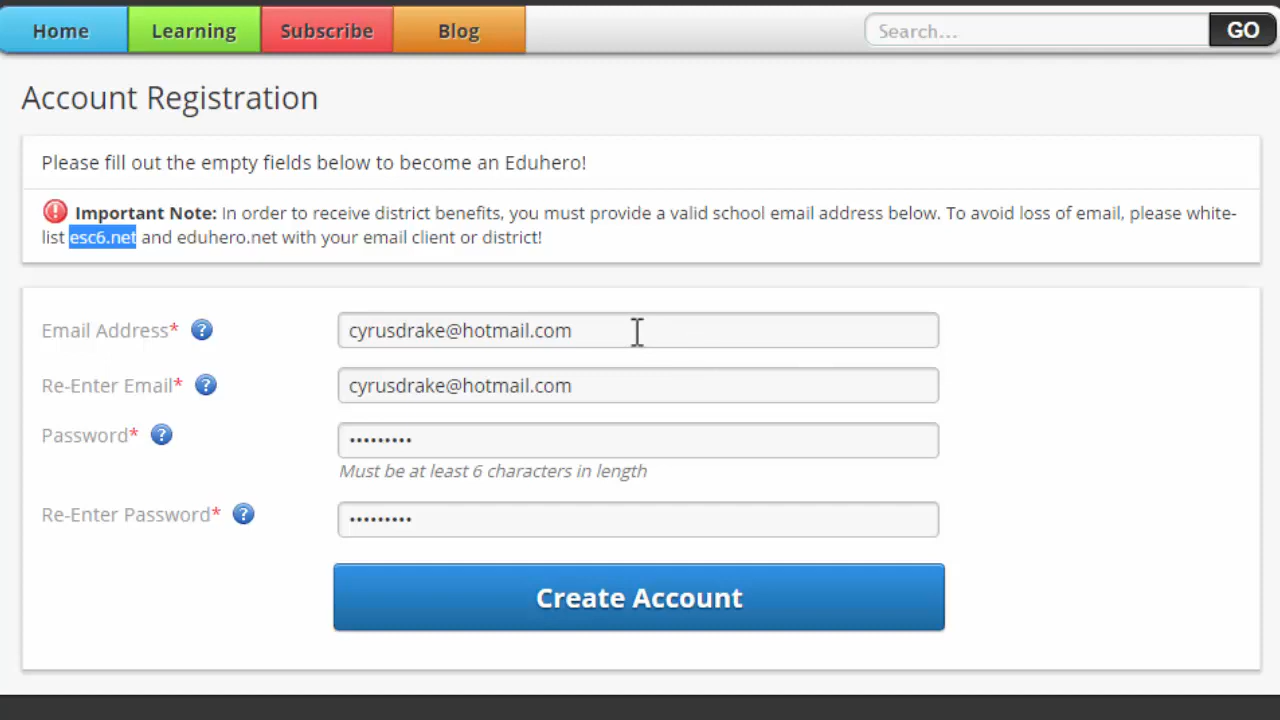 Home Learning Subscribe Blog Search... GO
Account Registration
Please fill out the empty fields below to become an Eduhero!
Important Note: In order to receive district benefits, you must provide a valid school email address below. To avoid loss of email, please white-
list esc6.net and eduhero.net with your email client or district!
Email Address* ? cyrusdrake@hotmail.com
Re-Enter Email* ? cyrusdrake@hotmail.com
Password* ? •••••••••
Must be at least 6 characters in length
Re-Enter Password* ? •••••••••
Create Account